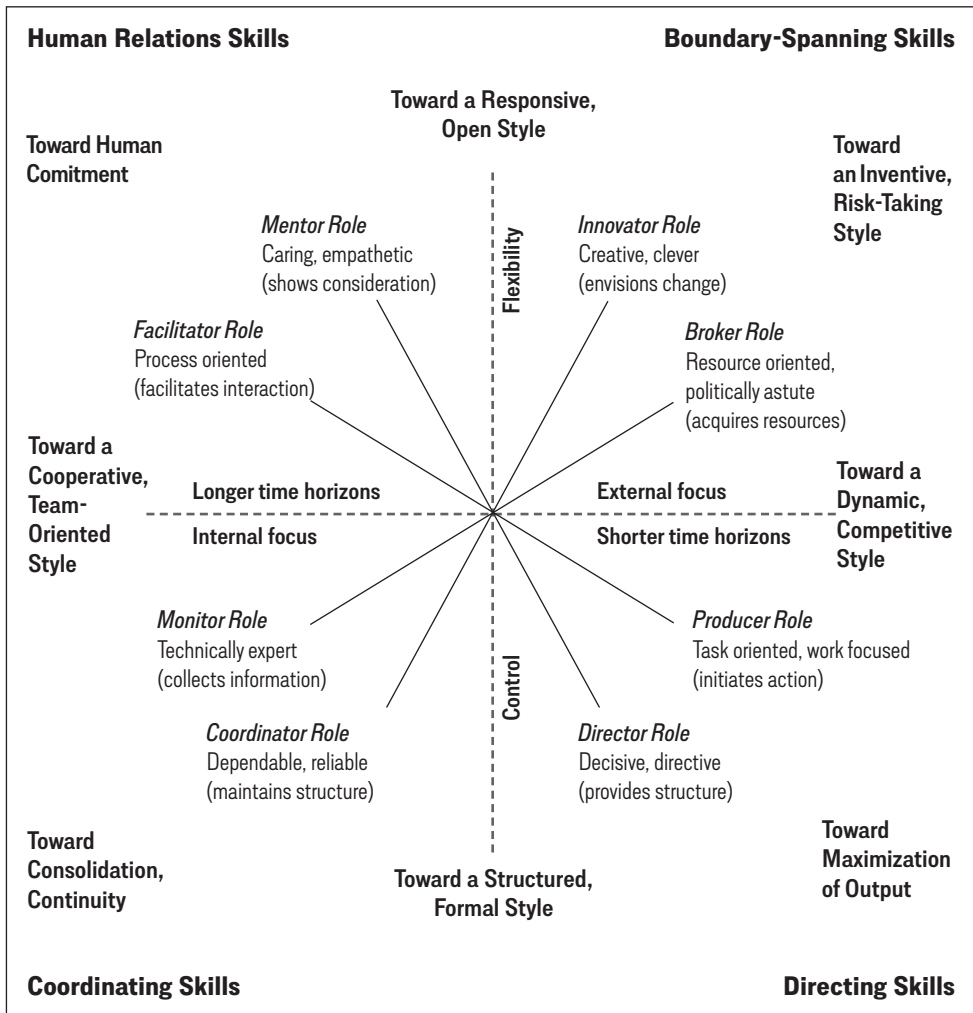 Human Relations Skills
Boundary-Spanning Skills
Toward a Responsive,
Open Style
Toward Human
Comitment
Toward
an Inventive,
Risk-Taking
Style
Mentor Role
Caring, empathetic
(shows consideration)
Flexibility
Innovator Role
Creative, clever
(envisions change)
Facilitator Role
Process oriented
(facilitates interaction)
Broker Role
Resource oriented,
politically astute
(acquires resources)
Toward a
Cooperative,
Team-
Oriented
Style
Longer time horizons
Internal focus
External focus
Shorter time horizons
Toward a
Dynamic,
Competitive
Style
Monitor Role
Technically expert
(collects information)
Control
Producer Role
Task oriented, work focused
(initiates action)
Coordinator Role
Dependable, reliable
(maintains structure)
Director Role
Decisive, directive
(provides structure)
Toward
Consolidation,
Continuity
Toward a Structured,
Formal Style
Toward
Maximization
of Output
Coordinating Skills
Directing Skills